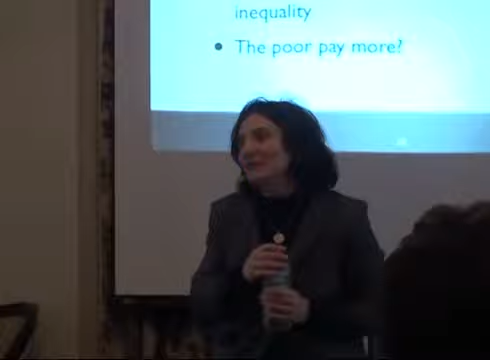 inequality
• The poor pay more?